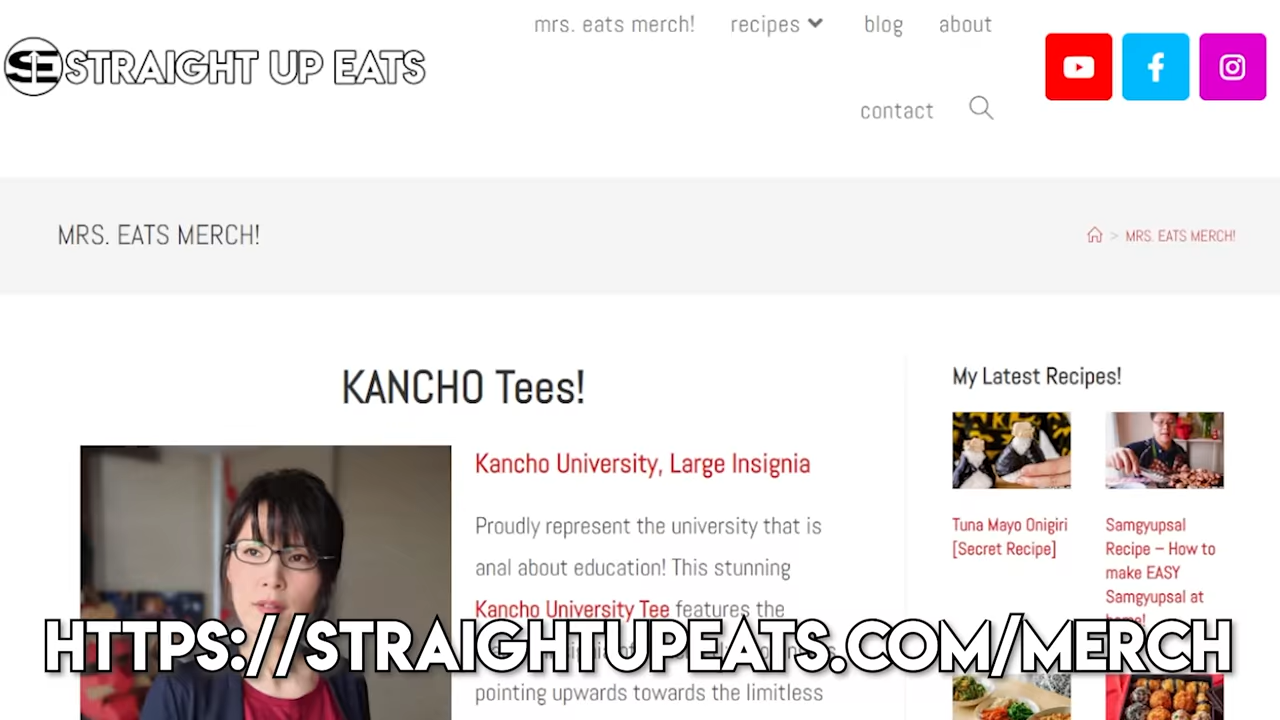 mrs. eats merch! recipes blog about
SE STRAIGHT UP EATS
contact
MRS. EATS MERCH!
> MRS. EATS MERCH!
KANCHO Tees!
Kancho University, Large Insignia
Proudly represent the university that is
anal about education! This stunning
Kancho University Tee features the
pointing upwards towards the limitless
My Latest Recipes!
Tuna Mayo Onigiri
[Secret Recipe]
Samgyupsal
Recipe – How to
make EASY
Samgyupsal at
home!
HTTPS://STRAIGHTUPEATS.COM/MERCH